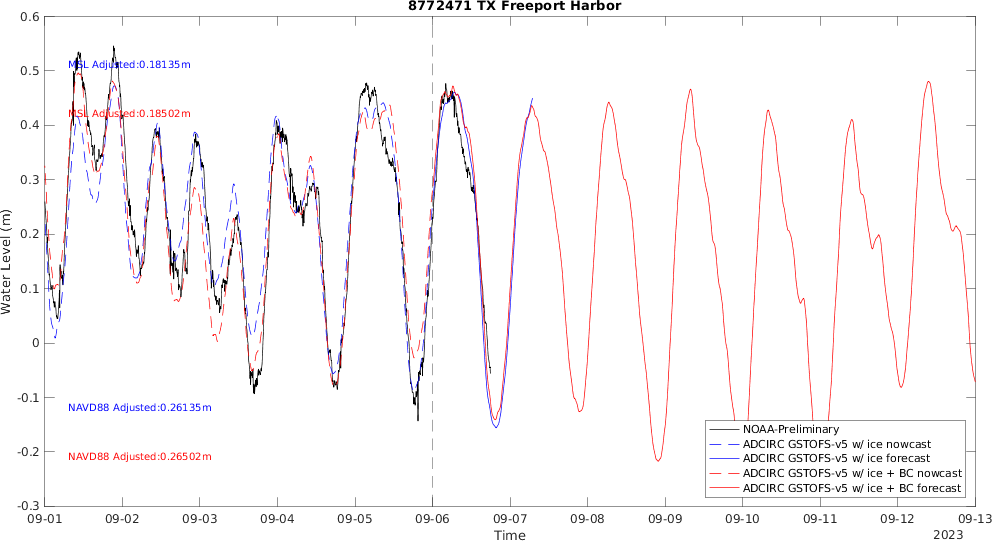 8772471 TX Freeport Harbor
0.6
0.5
0.4
0.3
0.2
0.1
0
-0.1
-0.2
-0.3
Water Level (m)
MSL Adjusted:0.18135m
MSL Adjusted:0.18502m
NAVD88 Adjusted:0.26135m
NAVD88 Adjusted:0.26502m
NOAA-Preliminary
ADCIRC GSTOFS-v5 w/ ice nowcast
ADCIRC GSTOFS-v5 w/ ice forecast
ADCIRC GSTOFS-v5 w/ ice + BC nowcast
ADCIRC GSTOFS-v5 w/ ice + BC forecast
09-01 09-02 09-03 09-04 09-05 09-06 09-07 09-08 09-09 09-10 09-11 09-12 09-13
Time
2023